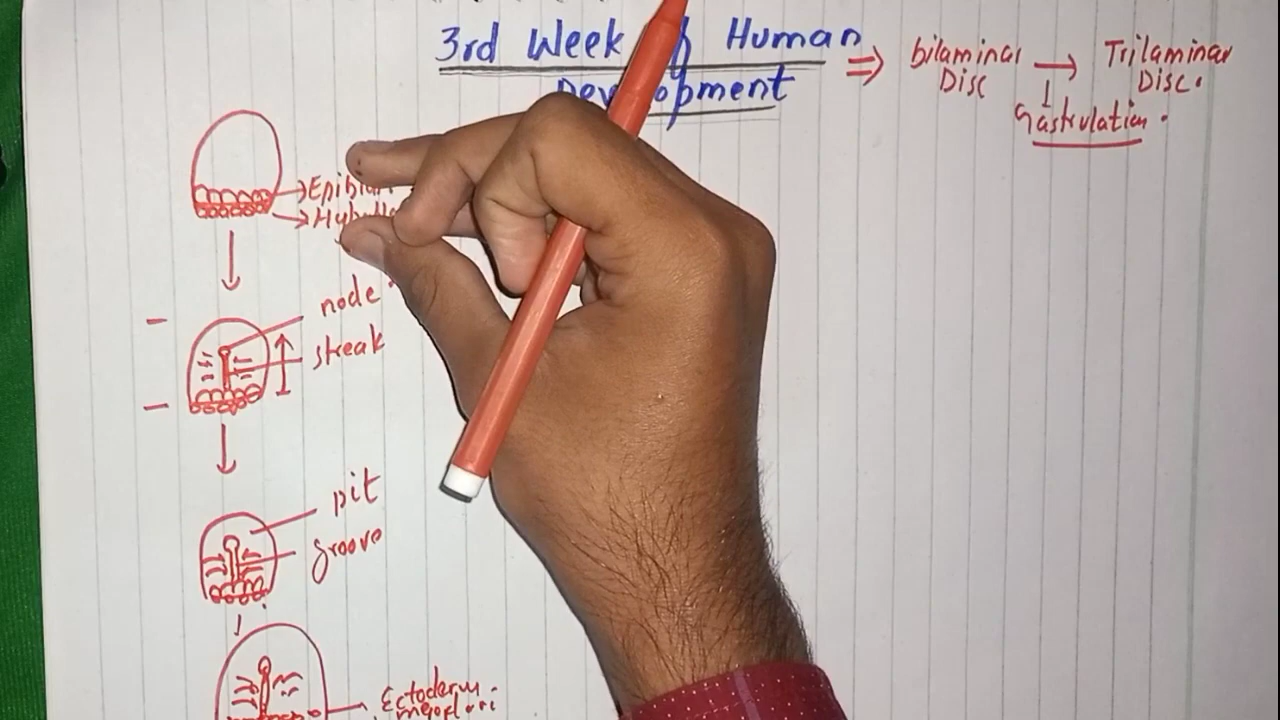 3rd Week of Human
Development
⇒ bilaminar Disc → Trilaminar Disc.
Gastrulation.
node
streak
pit
groove
Ectoderm